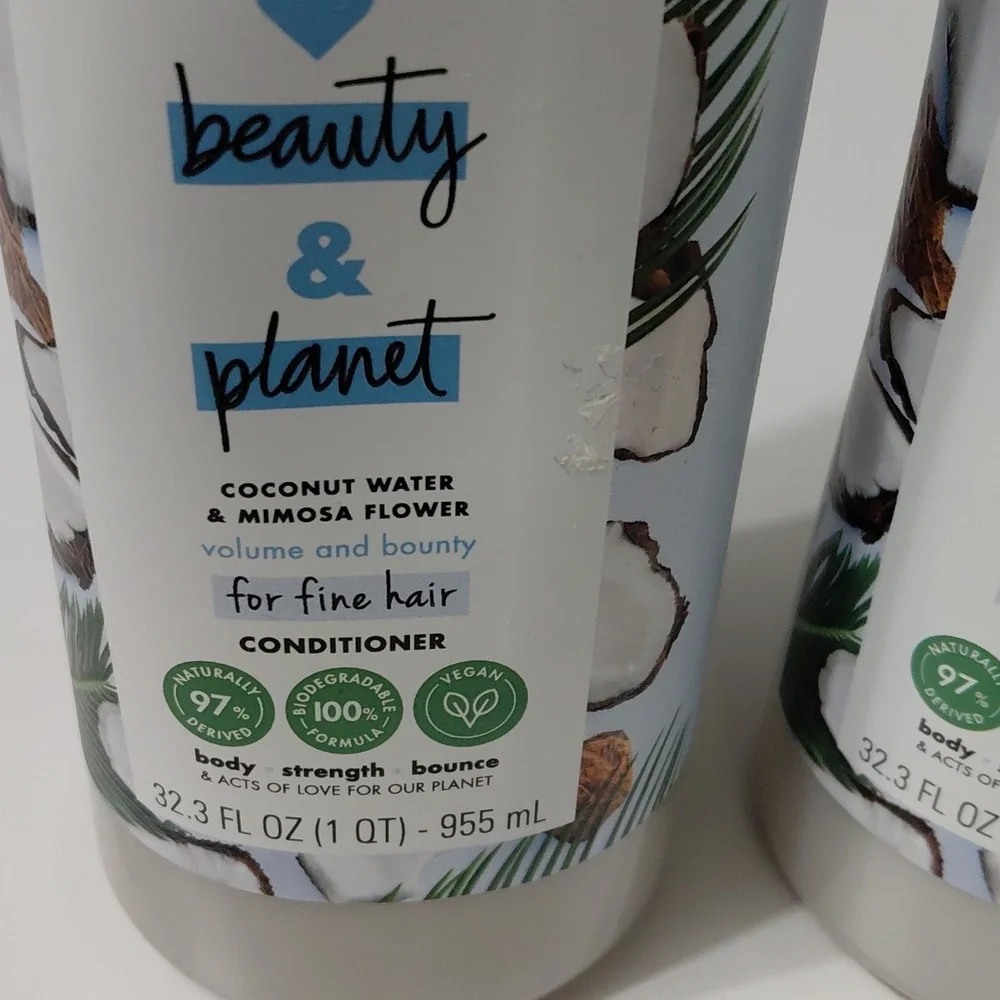 beauty
&
planet
COCONUT WATER
& MIMOSA FLOWER
volume and bounty
for fine hair
CONDITIONER
NATURALLY
97%
DERIVED
BIODEGRADABLE
100%
FORMULA
VEGAN
body strength bounce
& ACTS OF LOVE FOR OUR PLANET
32.3 FL OZ (1 QT) - 955 mL
NATURALLY
97%
DERIVED
body
& ACTS OF
32.3 FL OZ